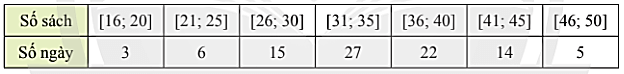 Số sách [16; 20] [21; 25] [26; 30] [31; 35] [36; 40] [41; 45] [46; 50]
Số ngày 3 6 15 27 22 14 5